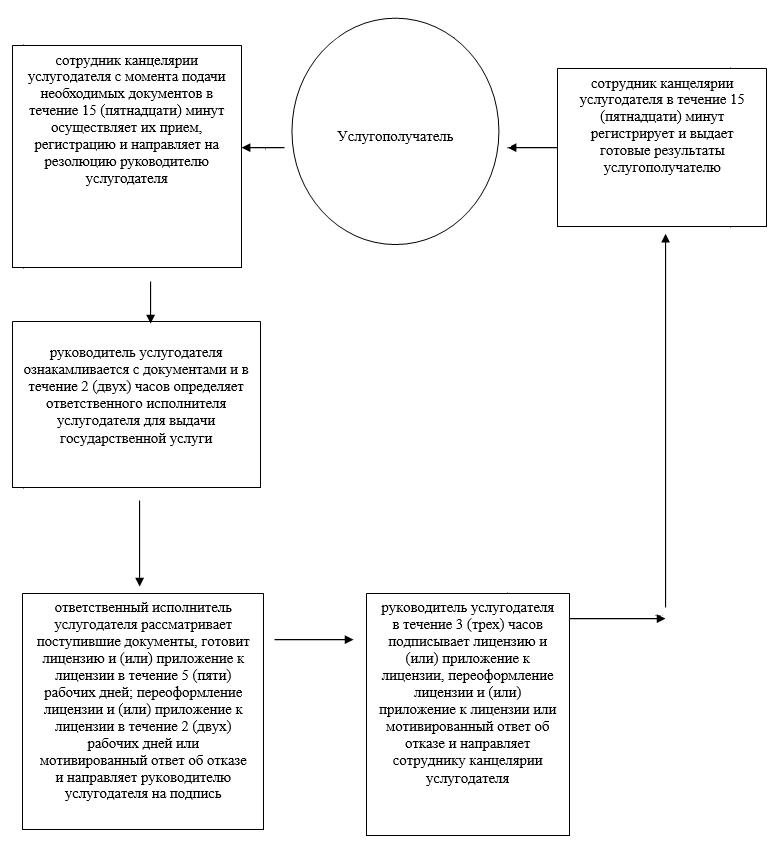 сотрудник канцелярии
услугодателя с момента подачи
необходимых документов в
течение 15 (пятнадцати) минут
осуществляет их прием,
регистрацию и направляет на
резолюцию руководителю
услугодателя
Услугополучатель
сотрудник канцелярии
услугодателя в течение 15
(пятнадцати) минут
регистрирует и выдает
готовые результаты
услугополучателю
руководитель услугодателя
ознакамливается с документами и в
течение 2 (двух) часов определяет
ответственного исполнителя
услугодателя для выдачи
государственной услуги
ответственный исполнитель
услугодателя рассматривает
поступившие документы, готовит
лицензию и (или) приложение к
лицензии в течение 5 (пяти)
рабочих дней; переоформление
лицензии и (или) приложение к
лицензии в течение 2 (двух)
рабочих дней или
мотивированный ответ об отказе
и направляет руководителю
услугодателя на подпись
руководитель услугодателя
в течение 3 (трех) часов
подписывает лицензию и
(или) приложение к
лицензии, переоформление
лицензии и (или)
приложение к лицензии или
мотивированный ответ об
отказе и направляет
сотруднику канцелярии
услугодателя